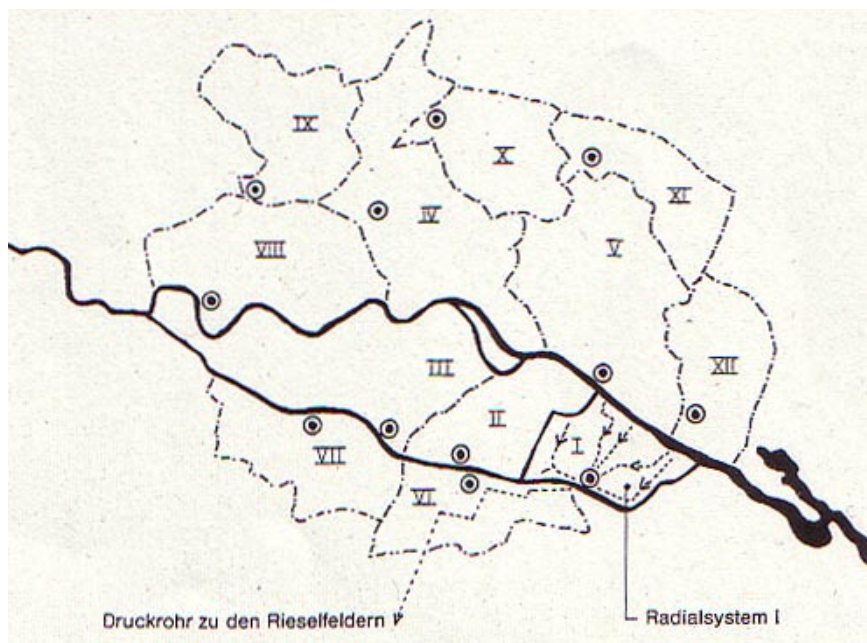 IX
X
XI
IV
V
VIII
III
XII
II
I
VII
VI
Druckrohr zu den Rieselfeldern
Radialsystem I